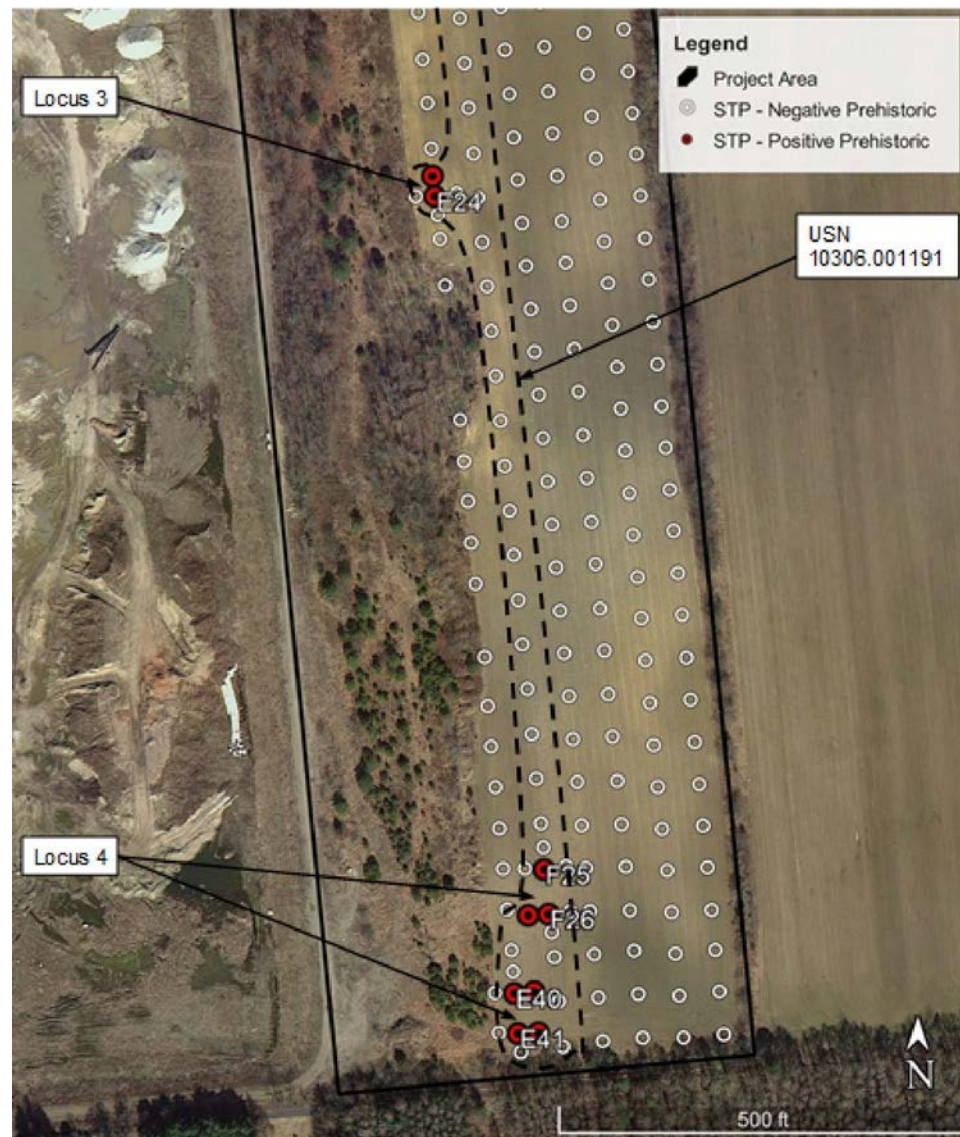 Legend
Project Area
STP - Negative Prehistoric
STP - Positive Prehistoric
Locus 3
E24
USN
10306.001191
Locus 4
F25
F26
E40
E41
N
500 ft